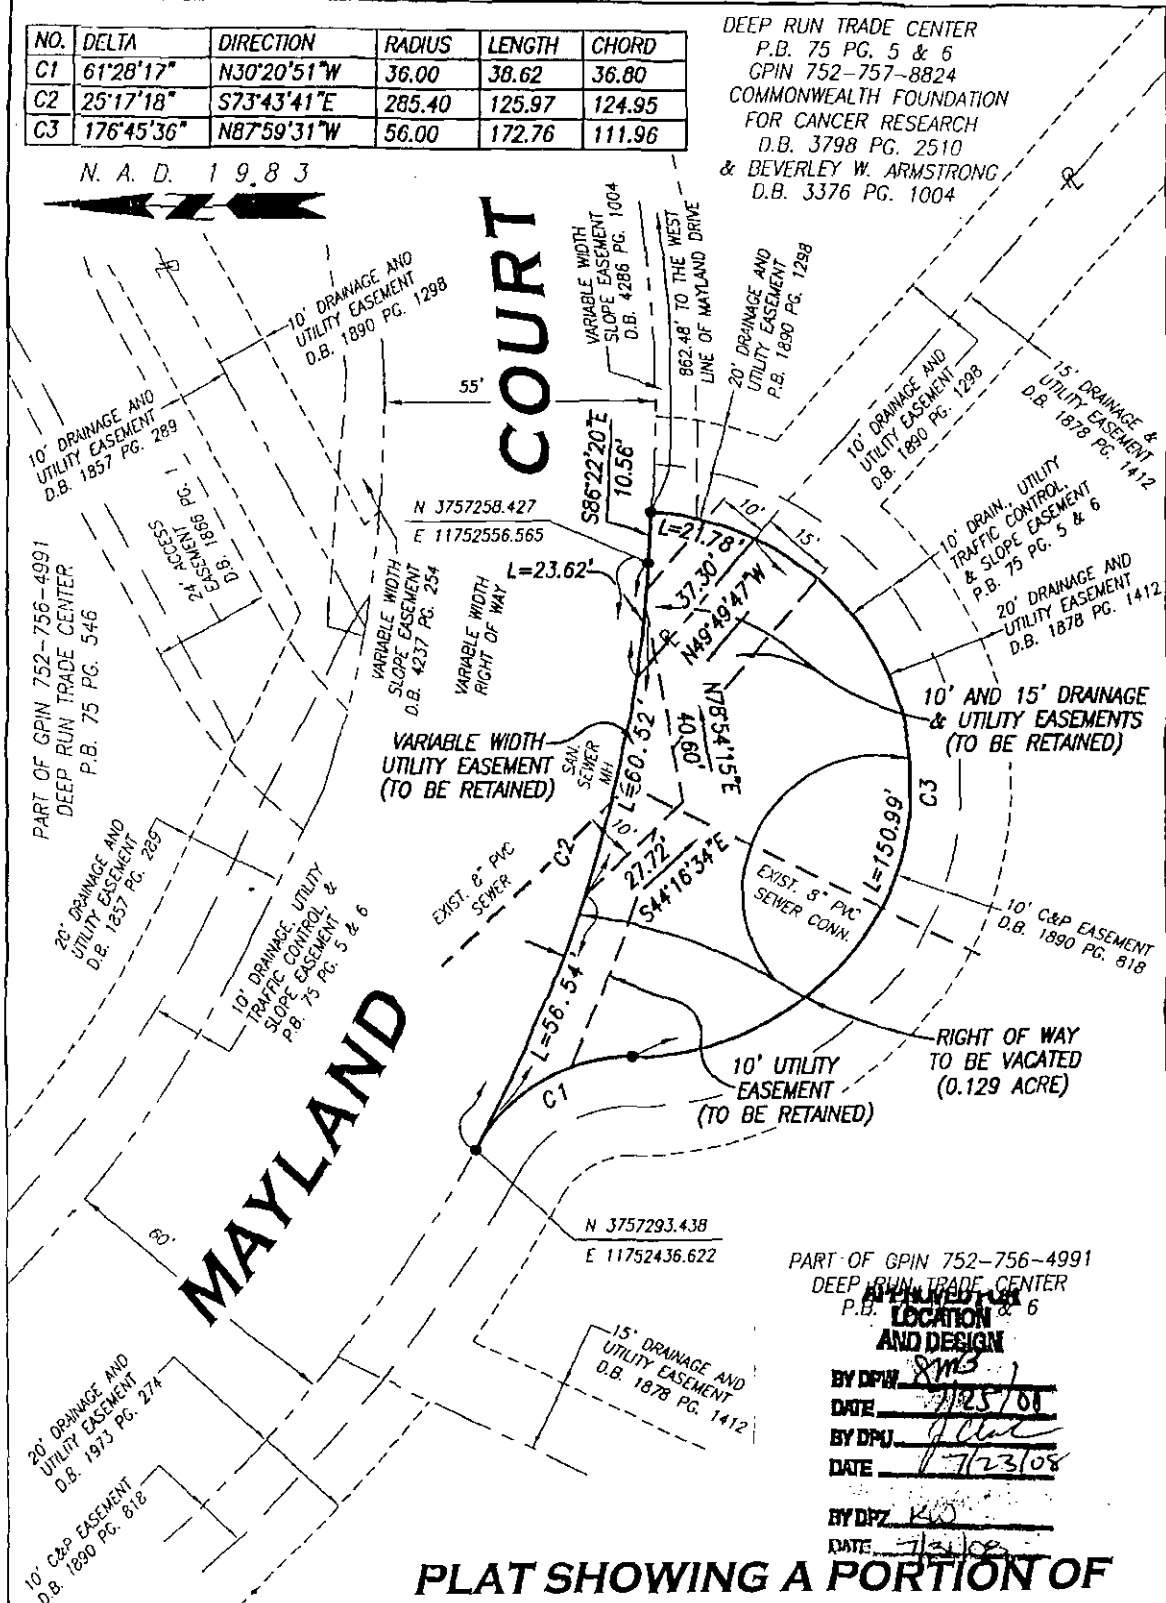 NO. DELTA DIRECTION RADIUS LENGTH CHORD
C1 61°28'17" N30°20'51"W 36.00 38.62 36.80
C2 25°17'18" S73°43'41"E 285.40 125.97 124.95
C3 176°45'36" N87°59'31"W 56.00 172.76 111.96
DEEP RUN TRADE CENTER
P.B. 75 PG. 5 & 6
GPIN 752-757-8824
COMMONWEALTH FOUNDATION
FOR CANCER RESEARCH
D.B. 3798 PG. 2510
& BEVERLEY W. ARMSTRONG
D.B. 3376 PG. 1004
N. A. D. 1983
COURT
VARIABLE WIDTH
SLOPE EASEMENT
D.B. 4286 PG. 1004
862.48' TO THE WEST
LINE OF MAYLAND DRIVE
20' DRAINAGE AND
UTILITY EASEMENT
P.B. 1890 PG. 1298
10' DRAINAGE AND
UTILITY EASEMENT
D.B. 1890 PG. 1298
10' DRAINAGE AND
UTILITY EASEMENT
D.B. 1857 PG. 289
24' ACCESS
EASEMENT
D.B. 1866 PG. 1
55'
10' DRAINAGE AND
UTILITY EASEMENT
D.B. 1890 PG. 1298
15' DRAINAGE &
UTILITY EASEMENT
D.B. 1878 PG. 1412
S86°22'20"E
10.56'
N 3757258.427
E 11752556.565
L=21.78'
10'
15'
L=23.62'
37.30'
N49°49'47"W
10' DRAIN., UTILITY
TRAFFIC CONTROL,
& SLOPE EASEMENT
P.B. 75 PG. 5 & 6
20' DRAINAGE AND
UTILITY EASEMENT
D.B. 1878 PG. 1412
PART OF GPIN 752-756-4991
DEEP RUN TRADE CENTER
P.B. 75 PG. 546
VARIABLE WIDTH
SLOPE EASEMENT
D.B. 4237 PG. 254
VARIABLE WIDTH
RIGHT OF WAY
10' AND 15' DRAINAGE
& UTILITY EASEMENTS
(TO BE RETAINED)
N78°54'15"E
40.60'
VARIABLE WIDTH
UTILITY EASEMENT
(TO BE RETAINED)
SAN.
SEWER
MH
L=60.52'
C3
L=150.99'
20' DRAINAGE AND
UTILITY EASEMENT
D.B. 1857 PG. 289
10'
C2
27.72'
S44°16'34"E
EXIST. 8" PVC
SEWER
EXIST. 8" PVC
SEWER CONN.
10' C&P EASEMENT
D.B. 1890 PG. 818
10' DRAINAGE, UTILITY
TRAFFIC CONTROL, &
SLOPE EASEMENT
P.B. 75 PG. 5 & 6
L=56.54'
RIGHT OF WAY
TO BE VACATED
(0.129 ACRE)
10' UTILITY
EASEMENT
(TO BE RETAINED)
C1
MAYLAND
60'
N 3757293.438
E 11752436.622
PART OF GPIN 752-756-4991
DEEP RUN TRADE CENTER
P.B. & 6
APPROVED FOR
LOCATION
AND DESIGN
BY DPW
DATE 7/25/08
BY DPU
DATE 7/23/08
BY DPZ KW
DATE 7/31/08
15' DRAINAGE AND
UTILITY EASEMENT
D.B. 1878 PG. 1412
20' DRAINAGE AND
UTILITY EASEMENT
D.B. 1973 PG. 274
10' C&P EASEMENT
D.B. 1890 PG. 818
PLAT SHOWING A PORTION OF